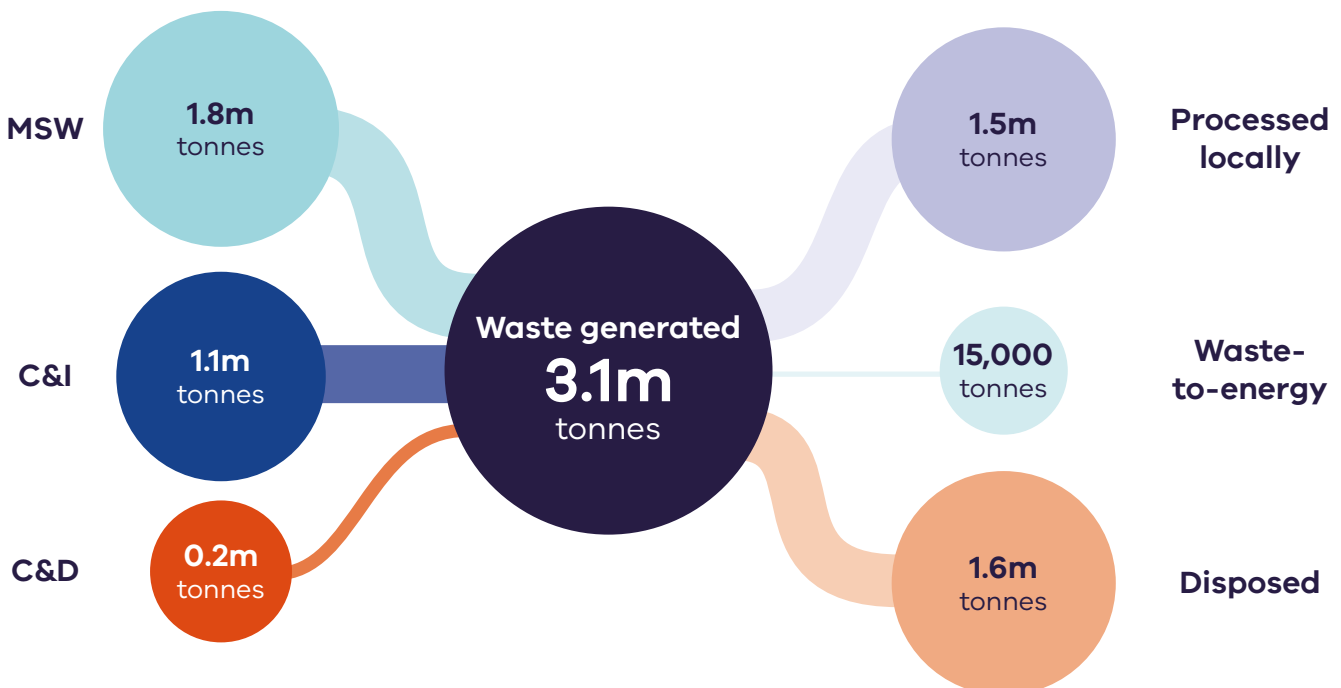 MSW
1.8m
tonnes
C&I
1.1m
tonnes
C&D
0.2m
tonnes
Waste generated
3.1m
tonnes
1.5m
tonnes
Processed
locally
15,000
tonnes
Waste-
to-energy
1.6m
tonnes
Disposed